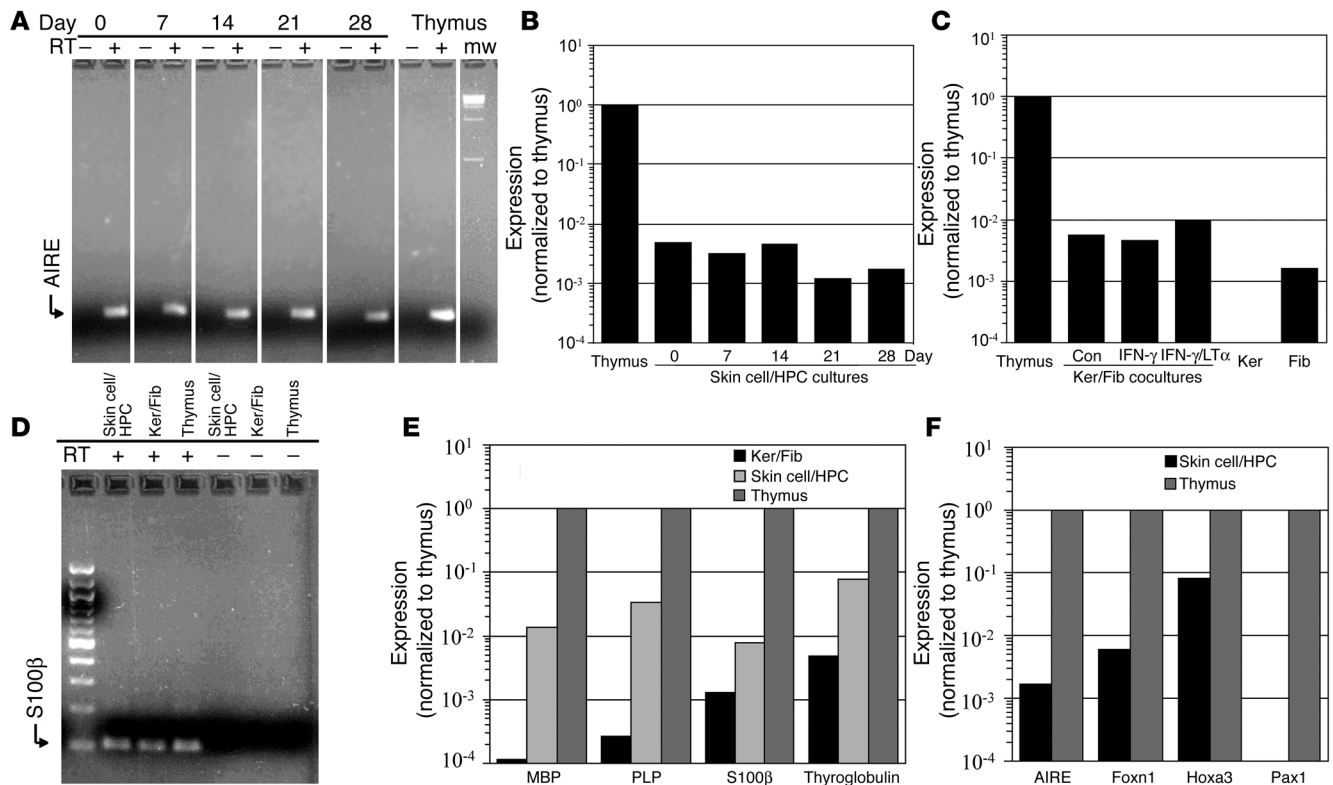 A
Day 0 7 14 21 28 Thymus
RT − + − + − + − + − + − + mw
AIRE
B
Expression
(normalized to thymus)
10¹
10⁰
10⁻¹
10⁻²
10⁻³
10⁻⁴
Thymus 0 7 14 21 28 Day
Skin cell/HPC cultures
C
Expression
(normalized to thymus)
10¹
10⁰
10⁻¹
10⁻²
10⁻³
10⁻⁴
Thymus Con IFN-γ IFN-γ/LTα Ker Fib
Ker/Fib cocultures
D
Skin cell/
HPC
Ker/Fib
Thymus
Skin cell/
HPC
Ker/Fib
Thymus
RT + + + − − −
S100β
E
Expression
(normalized to thymus)
10¹
10⁰
10⁻¹
10⁻²
10⁻³
10⁻⁴
Ker/Fib
Skin cell/HPC
Thymus
MBP PLP S100β Thyroglobulin
F
Expression
(normalized to thymus)
10¹
10⁰
10⁻¹
10⁻²
10⁻³
10⁻⁴
Skin cell/HPC
Thymus
AIRE Foxn1 Hoxa3 Pax1